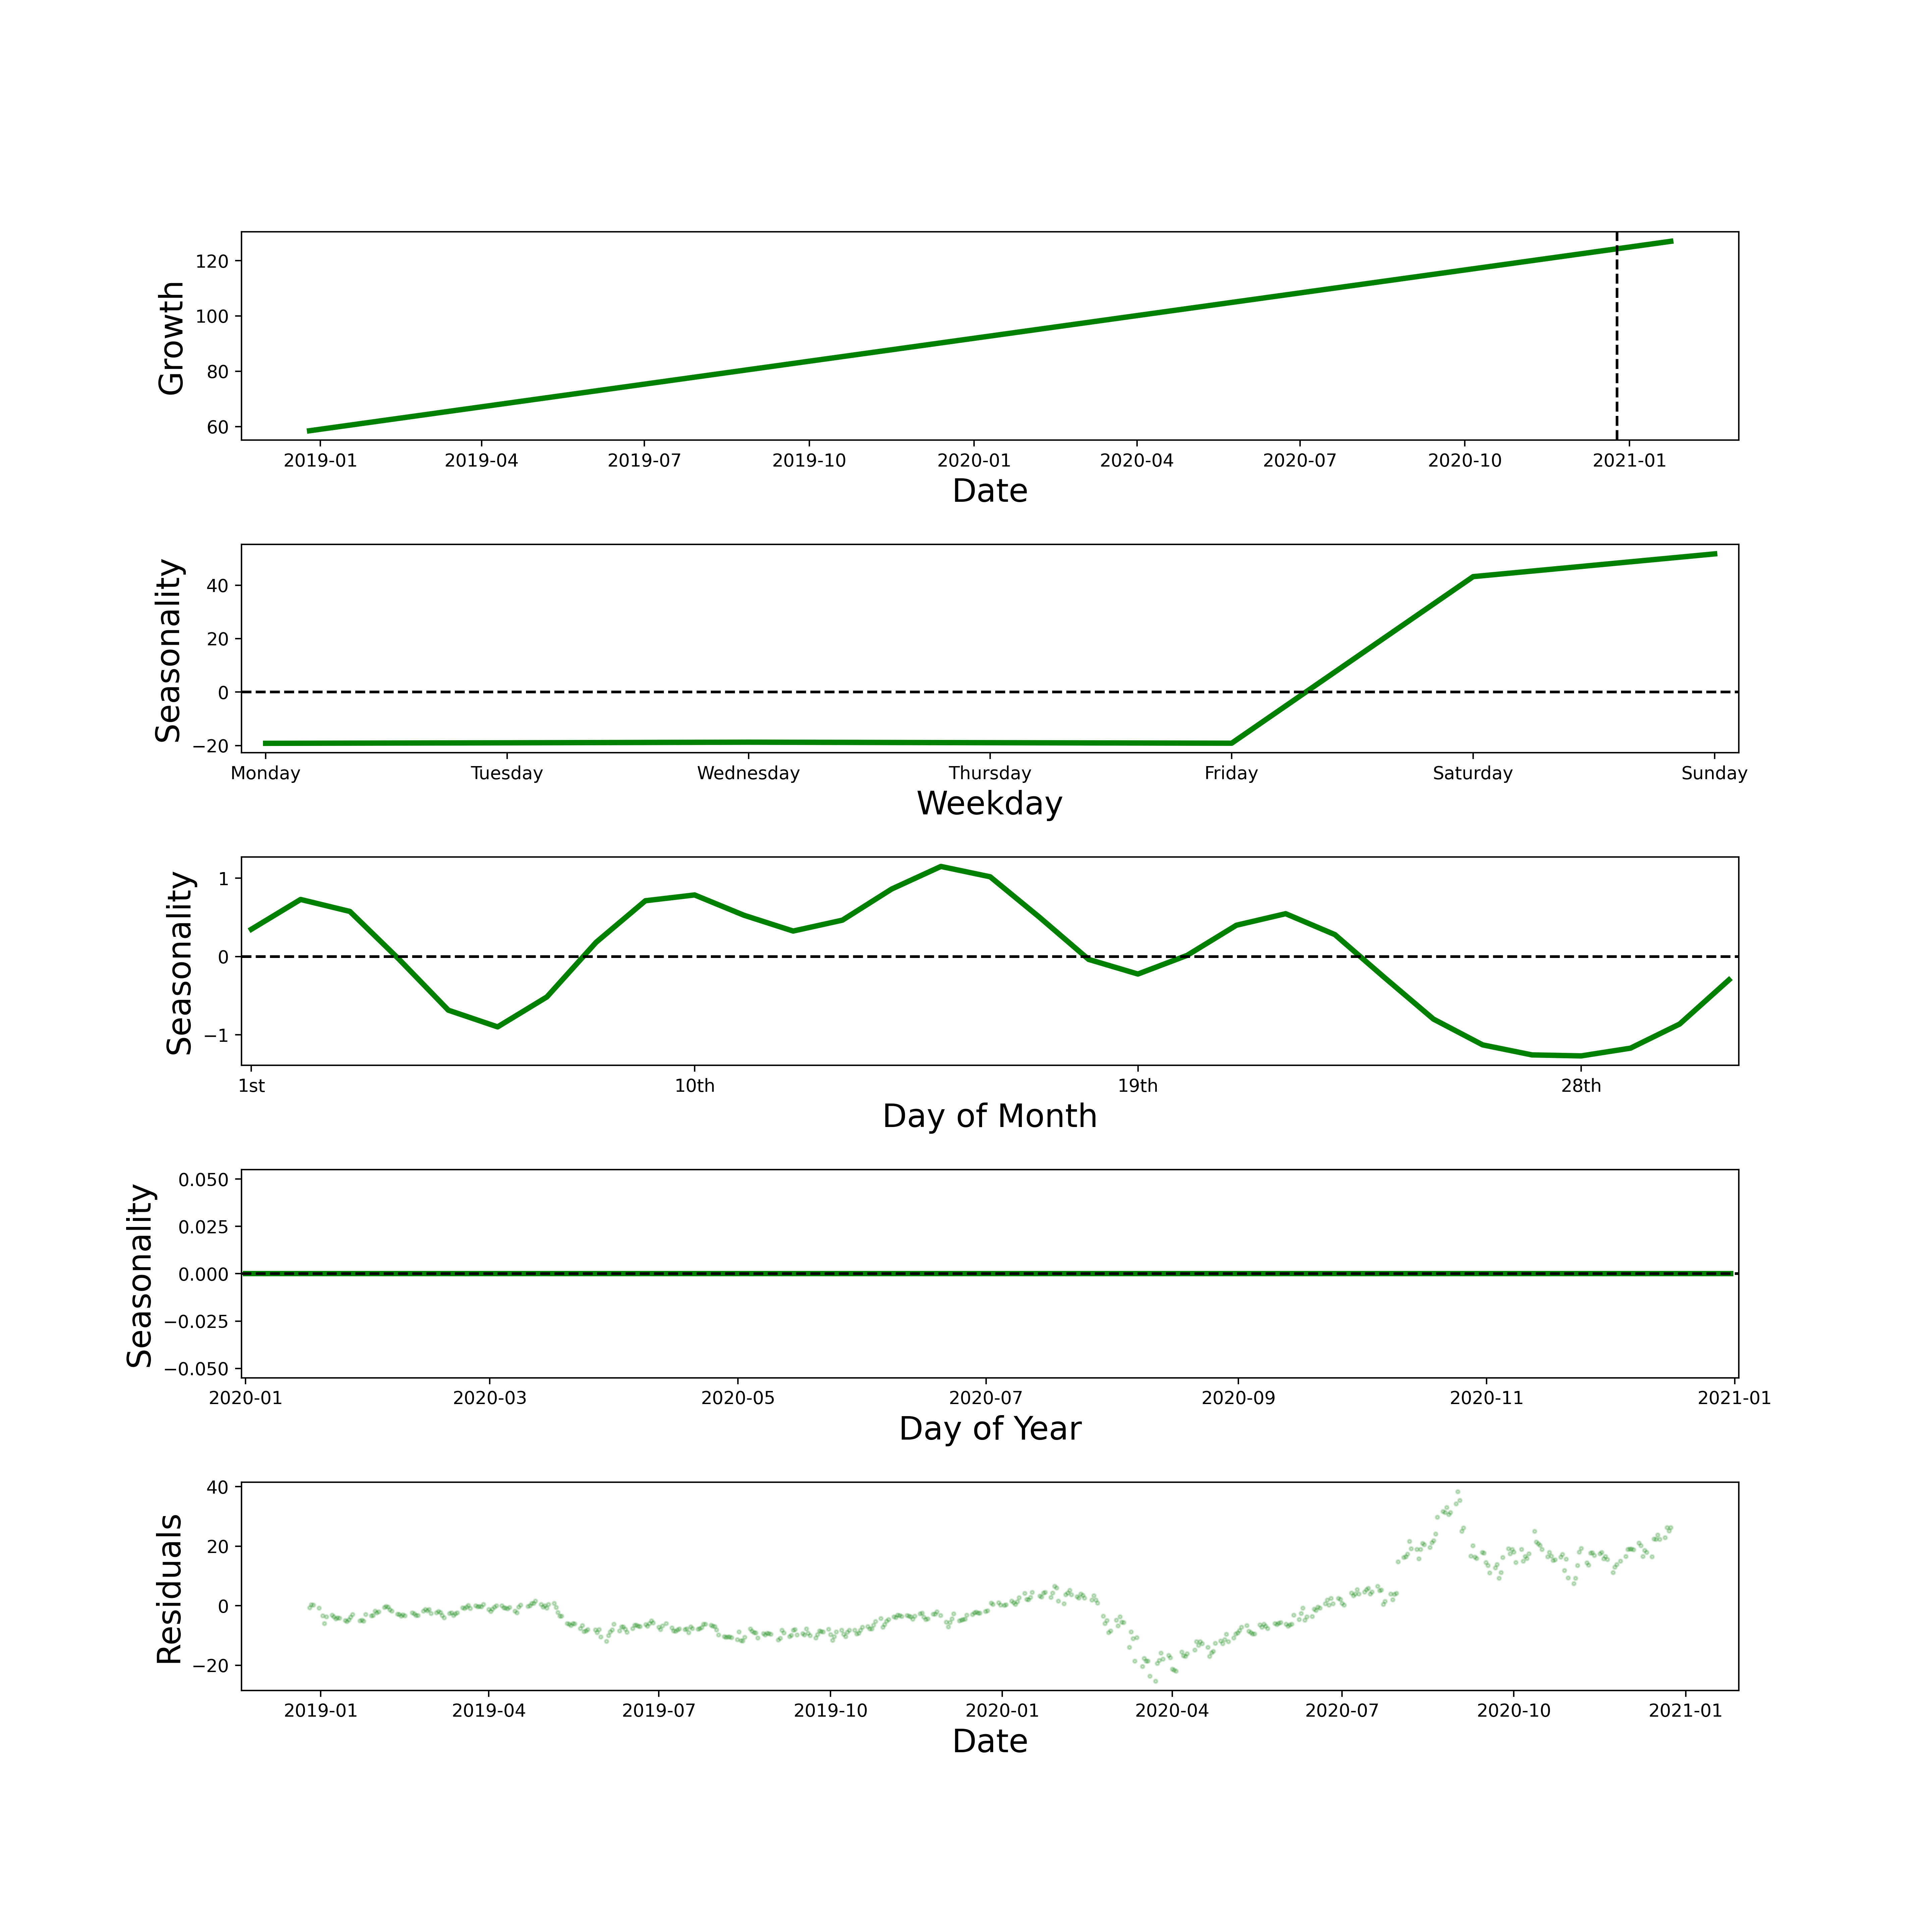 Growth
120
100
80
60
2019-01 2019-04 2019-07 2019-10 2020-01 2020-04 2020-07 2020-10 2021-01
Date
Seasonality
40
20
0
−20
Monday Tuesday Wednesday Thursday Friday Saturday Sunday
Weekday
Seasonality
1
0
−1
1st 10th 19th 28th
Day of Month
Seasonality
0.050
0.025
0.000
−0.025
−0.050
2020-01 2020-03 2020-05 2020-07 2020-09 2020-11 2021-01
Day of Year
Residuals
40
20
0
−20
2019-01 2019-04 2019-07 2019-10 2020-01 2020-04 2020-07 2020-10 2021-01
Date